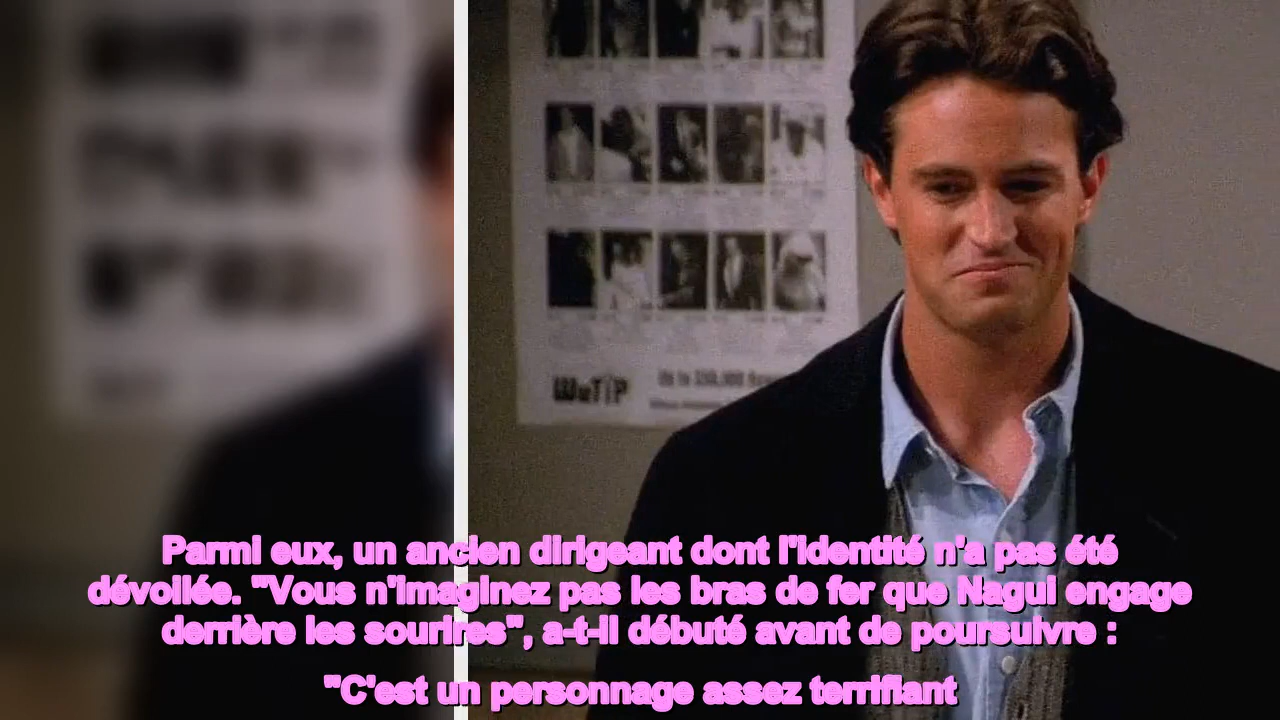 WeTiP
Parmi eux, un ancien dirigeant dont l'identité n'a pas été
dévoilée. "Vous n'imaginez pas les bras de fer que Nagui engage
derrière les sourires", a-t-il débuté avant de poursuivre :
"C'est un personnage assez terrifiant